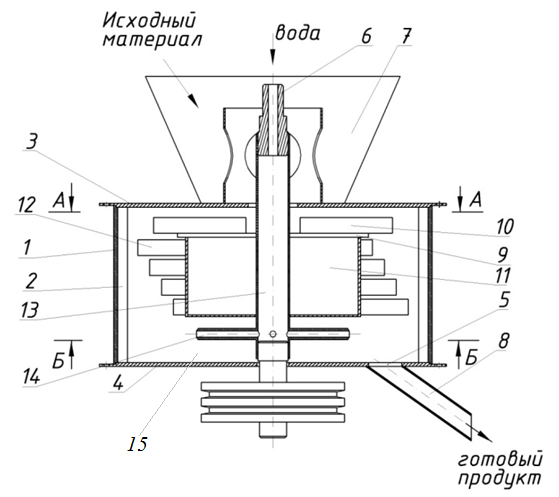 Исходный
материал
вода
6
7
3
А
А
12
10
1
9
2
11
13
5
Б
Б
8
14
4
15
готовый
продукт